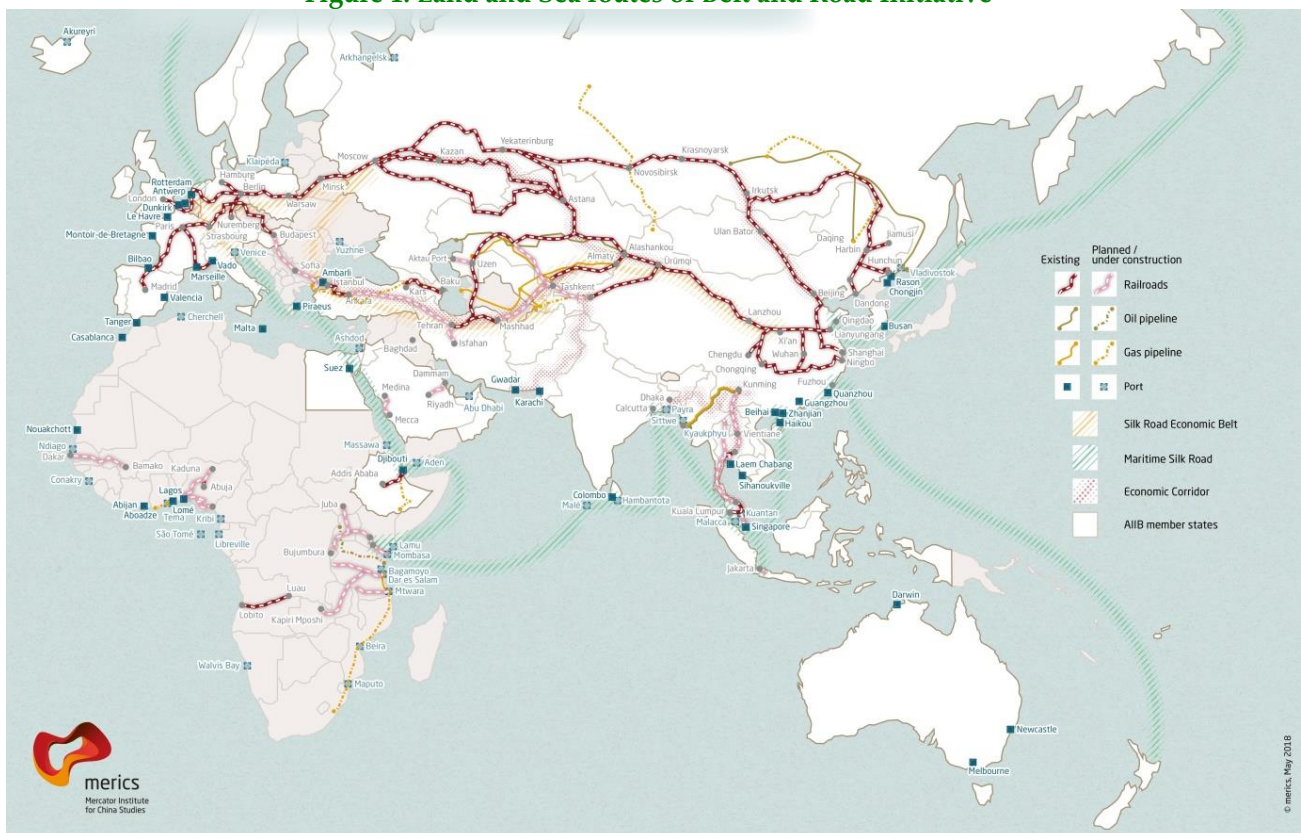 Figure 1: Land and Sea routes of Belt and Road Initiative
Akureyri
Arkhangelsk
Klaipėda
Hamburg
Rotterdam
Antwerp
London
Berlin
Dunkirk
Le Havre
Warsaw
Minsk
Moscow
Kazan
Yekaterinburg
Novosibirsk
Krasnoyarsk
Irkutsk
Astana
Ulan Bator
Paris
Nuremberg
Strasbourg
Montoir-de-Bretagne
Budapest
Bilbao
Venice
Yuzhne
Vado
Marseille
Madrid
Valencia
Sofia
Ambarli
Istanbul
Ankara
Kars
Baku
Aktau Port
Uzen
Almaty
Alashankou
Ürümqi
Tashkent
Daqing
Harbin
Jiamusi
Hunchun
Vladivostok
Rason
Chongjin
Dandong
Beijing
Tanger
Casablanca
Cherchell
Malta
Piraeus
Tehran
Mashhad
Isfahan
Baghdad
Ashdod
Suez
Lanzhou
Xi'an
Qingdao
Lianyungang
Busan
Chengdu
Wuhan
Chongqing
Shanghai
Ningbo
Medina
Dammam
Riyadh
Mecca
Abu Dhabi
Gwadar
Karachi
Dhaka
Calcutta
Payra
Sittwe
Kyaukphyu
Kunming
Fuzhou
Quanzhou
Guangzhou
Beihai
Zhanjian
Haikou
Vientiane
Nouakchott
Ndiago
Dakar
Bamako
Conakry
Kaduna
Abuja
Lagos
Abijan
Lomé
Aboadze
Tema
Kribi
São Tomé
Libreville
Massawa
Djibouti
Aden
Addis Ababa
Juba
Laem Chabang
Sihanoukville
Colombo
Hambantota
Malé
Kuala Lumpur
Kuantan
Malacca
Singapore
Jakarta
Bujumbura
Lamu
Mombasa
Bagamoyo
Dar es Salam
Mtwara
Luau
Lobito
Kapiri Mposhi
Beira
Walvis Bay
Maputo
Darwin
Newcastle
Melbourne
Existing
Planned /
under construction
Railroads
Oil pipeline
Gas pipeline
Port
Silk Road Economic Belt
Maritime Silk Road
Economic Corridor
AIIB member states
merics
Mercator Institute
for China Studies
© merics, May 2018